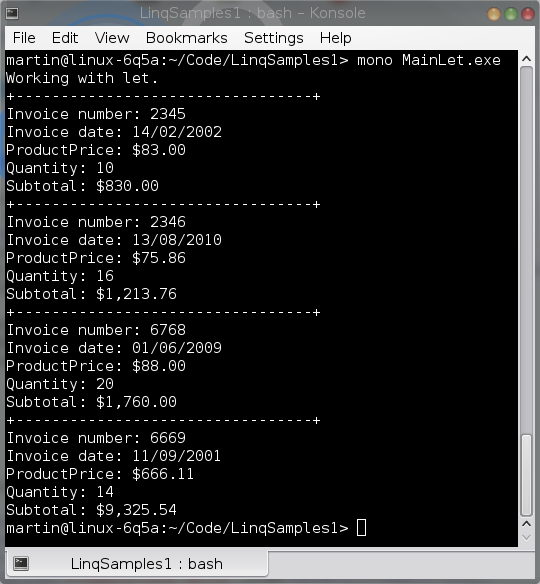 LinqSamples1 : bash – Konsole
File Edit View Bookmarks Settings Help
martin@linux-6q5a:~/Code/LinqSamples1> mono MainLet.exe
Working with let.
+---------------------------------+
Invoice number: 2345
Invoice date: 14/02/2002
ProductPrice: $83.00
Quantity: 10
Subtotal: $830.00
+---------------------------------+
Invoice number: 2346
Invoice date: 13/08/2010
ProductPrice: $75.86
Quantity: 16
Subtotal: $1,213.76
+---------------------------------+
Invoice number: 6768
Invoice date: 01/06/2009
ProductPrice: $88.00
Quantity: 20
Subtotal: $1,760.00
+---------------------------------+
Invoice number: 6669
Invoice date: 11/09/2001
ProductPrice: $666.11
Quantity: 14
Subtotal: $9,325.54
martin@linux-6q5a:~/Code/LinqSamples1>
LinqSamples1 : bash